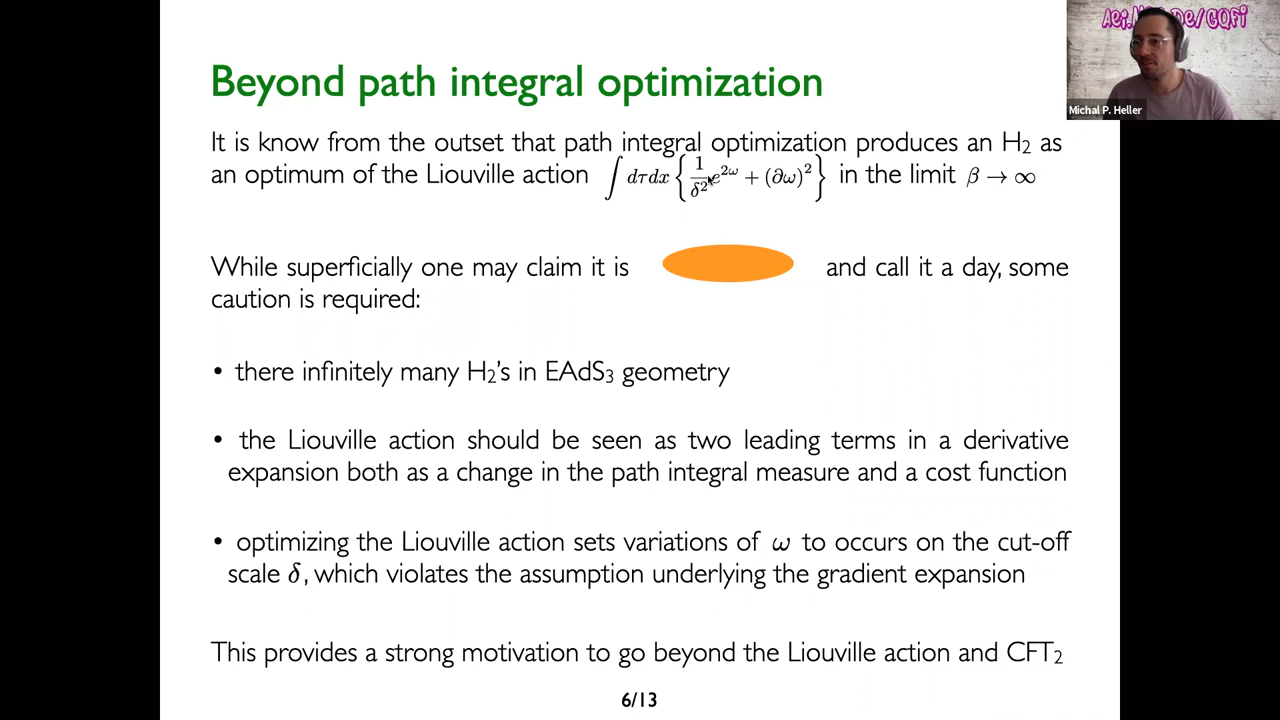 Aei.MPG.De/GQFI
Michal P. Heller
Beyond path integral optimization
It is know from the outset that path integral optimization produces an H₂ as
an optimum of the Liouville action ∫ dτdx { 1/δ² e^{2ω} + (∂ω)² } in the limit β → ∞
While superficially one may claim it is and call it a day, some
caution is required:
• there infinitely many H₂'s in EAdS₃ geometry
• the Liouville action should be seen as two leading terms in a derivative
expansion both as a change in the path integral measure and a cost function
• optimizing the Liouville action sets variations of ω to occurs on the cut-off
scale δ, which violates the assumption underlying the gradient expansion
This provides a strong motivation to go beyond the Liouville action and CFT₂
6/13